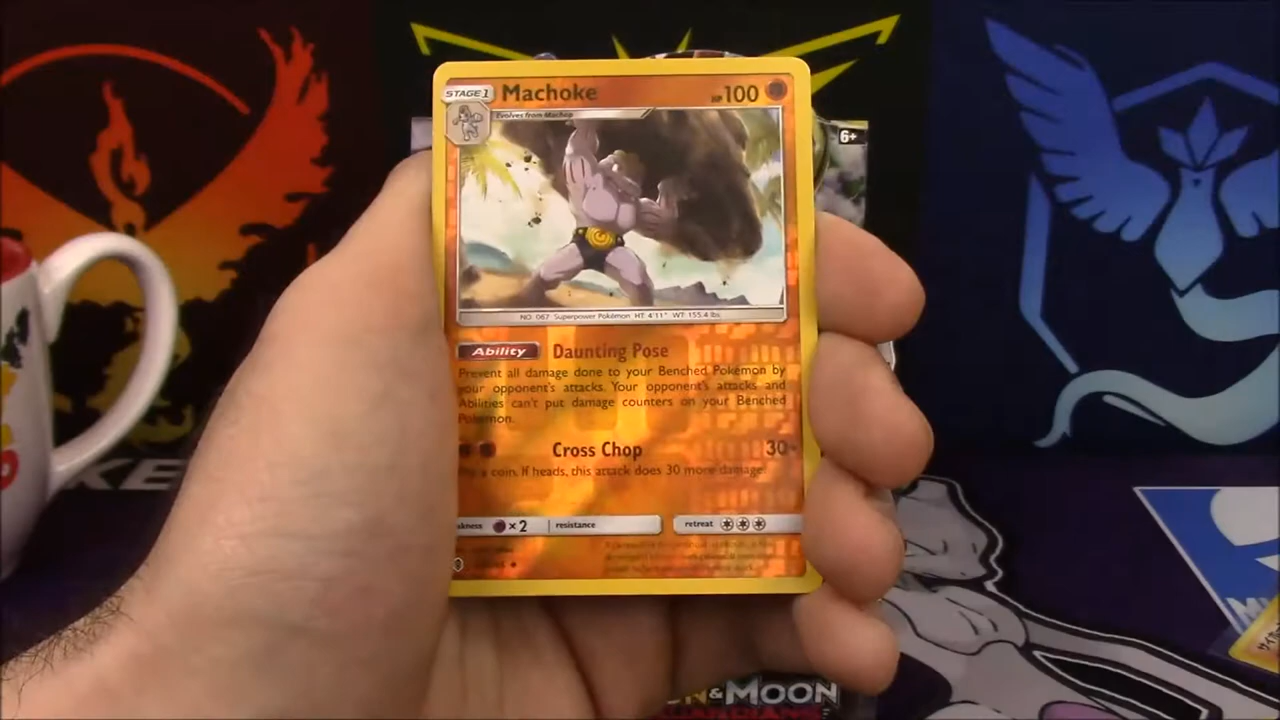 STAGE 1
Machoke
HP 100
Evolves from Machop
6+
NO. 067 Superpower Pokémon HT: 4'11" WT: 155.4 lbs.
Ability Daunting Pose
Prevent all damage done to your Benched Pokémon by
your opponent's attacks. Your opponent's attacks and
Abilities can't put damage counters on your Benched
Pokémon.
Cross Chop 30+
a coin. If heads, this attack does 30 more damage.
×2 resistance retreat
& MOON